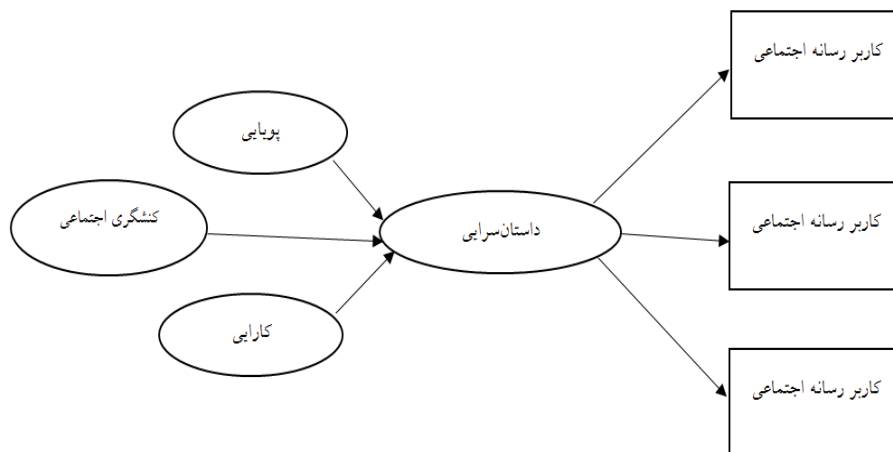 کاربر رسانه اجتماعی
پویایی
کنشگری اجتماعی
داستان‌سرایی
کاربر رسانه اجتماعی
کارایی
کاربر رسانه اجتماعی